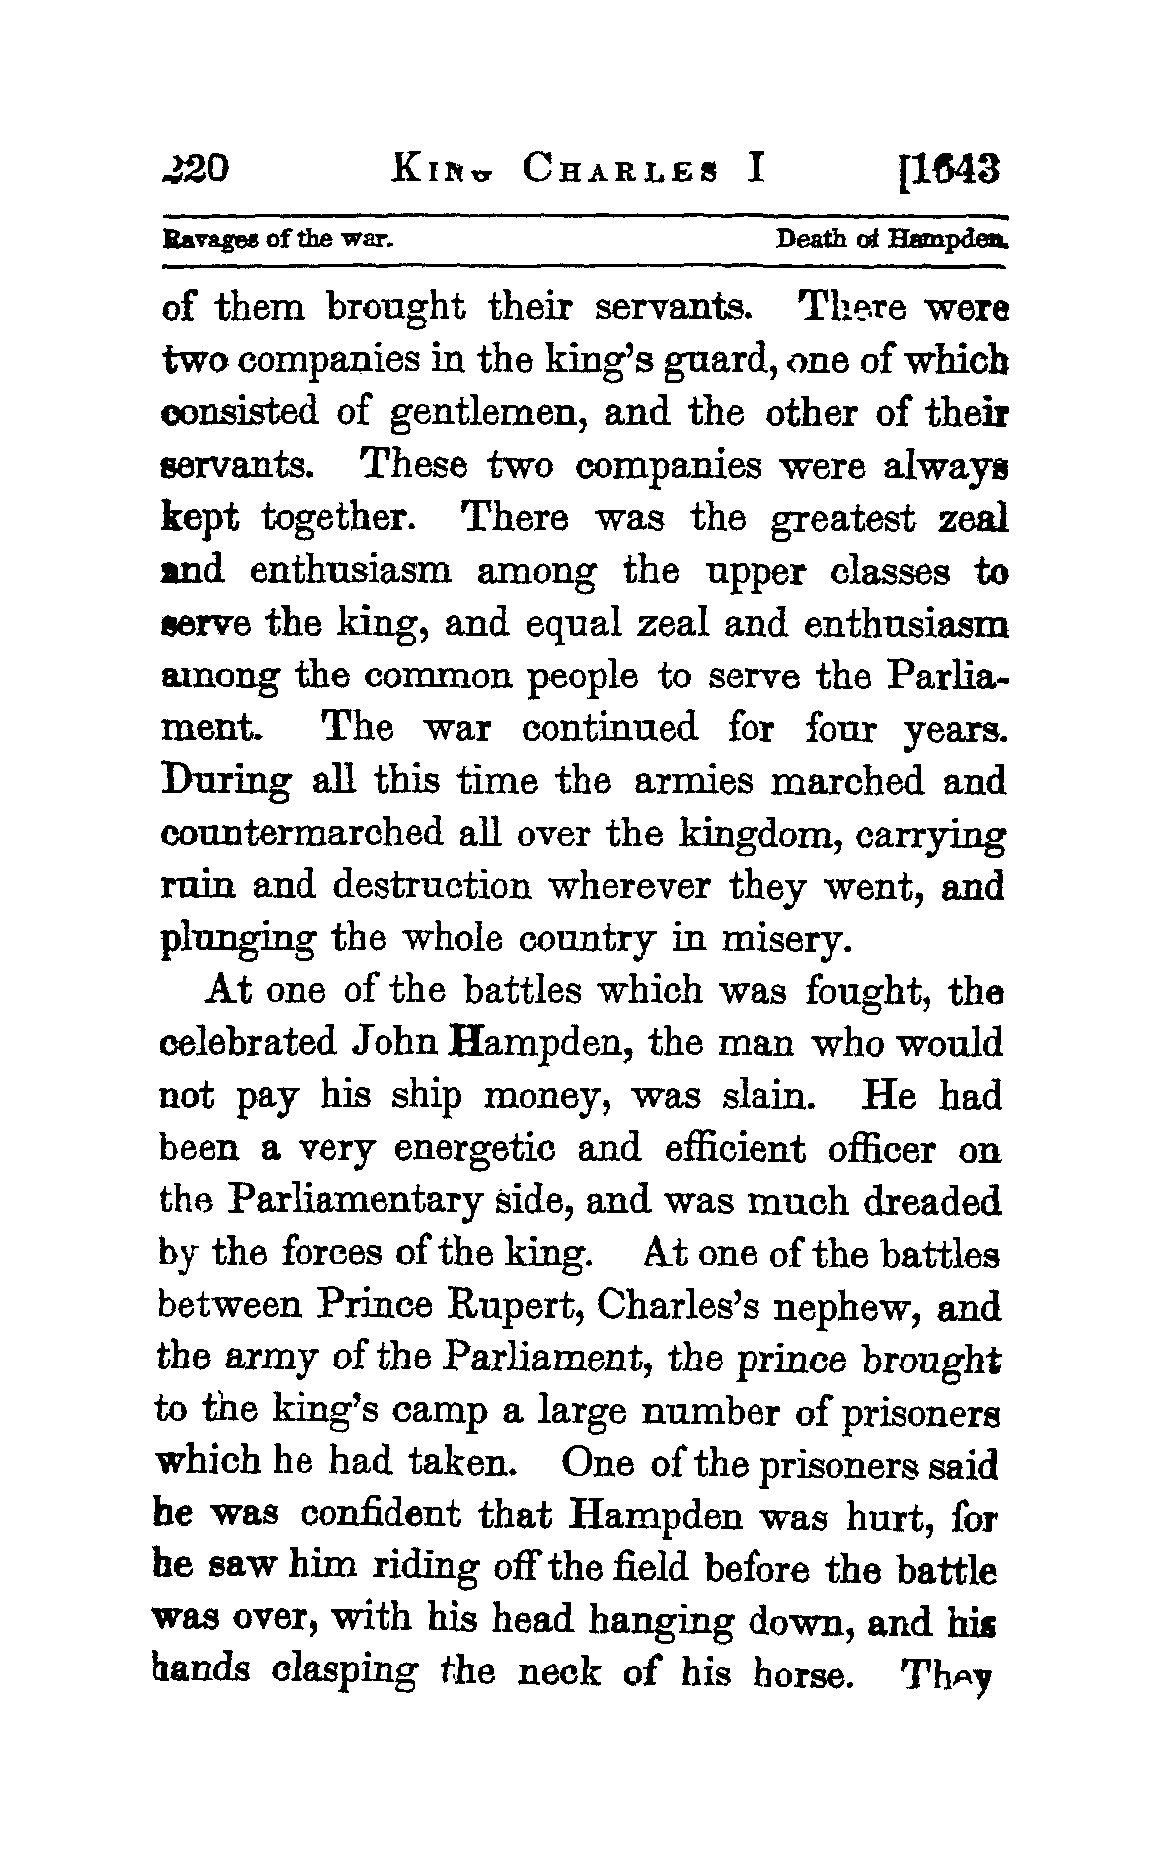 220 King Charles I [1643
Ravages of the war. Death of Hampden.
of them brought their servants. There were
two companies in the king's guard, one of which
consisted of gentlemen, and the other of their
servants. These two companies were always
kept together. There was the greatest zeal
and enthusiasm among the upper classes to
serve the king, and equal zeal and enthusiasm
among the common people to serve the Parlia-
ment. The war continued for four years.
During all this time the armies marched and
countermarched all over the kingdom, carrying
ruin and destruction wherever they went, and
plunging the whole country in misery.
At one of the battles which was fought, the
celebrated John Hampden, the man who would
not pay his ship money, was slain. He had
been a very energetic and efficient officer on
the Parliamentary side, and was much dreaded
by the forces of the king. At one of the battles
between Prince Rupert, Charles's nephew, and
the army of the Parliament, the prince brought
to the king's camp a large number of prisoners
which he had taken. One of the prisoners said
he was confident that Hampden was hurt, for
he saw him riding off the field before the battle
was over, with his head hanging down, and his
hands clasping the neck of his horse. They